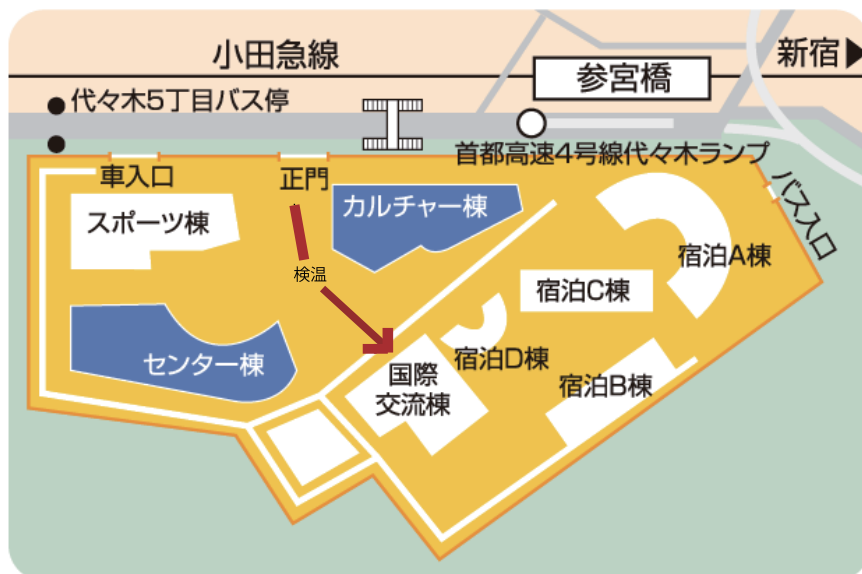 小田急線
新宿▶
参宮橋
代々木5丁目バス停
首都高速4号線代々木ランプ
車入口
正門
バス入口
スポーツ棟
カルチャー棟
宿泊A棟
検温
宿泊C棟
センター棟
宿泊D棟
国際
交流棟
宿泊B棟